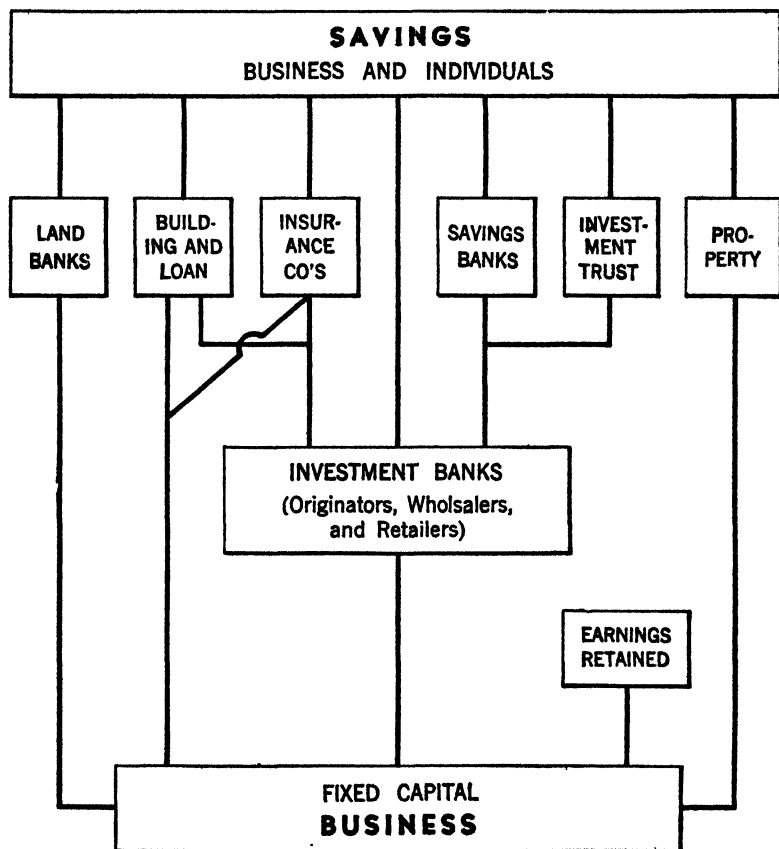 SAVINGS
BUSINESS AND INDIVIDUALS
LAND
BANKS
BUILD-
ING AND
LOAN
INSUR-
ANCE
CO'S
SAVINGS
BANKS
INVEST-
MENT
TRUST
PRO-
PERTY
INVESTMENT BANKS
(Originators, Wholsalers,
and Retailers)
EARNINGS
RETAINED
FIXED CAPITAL
BUSINESS